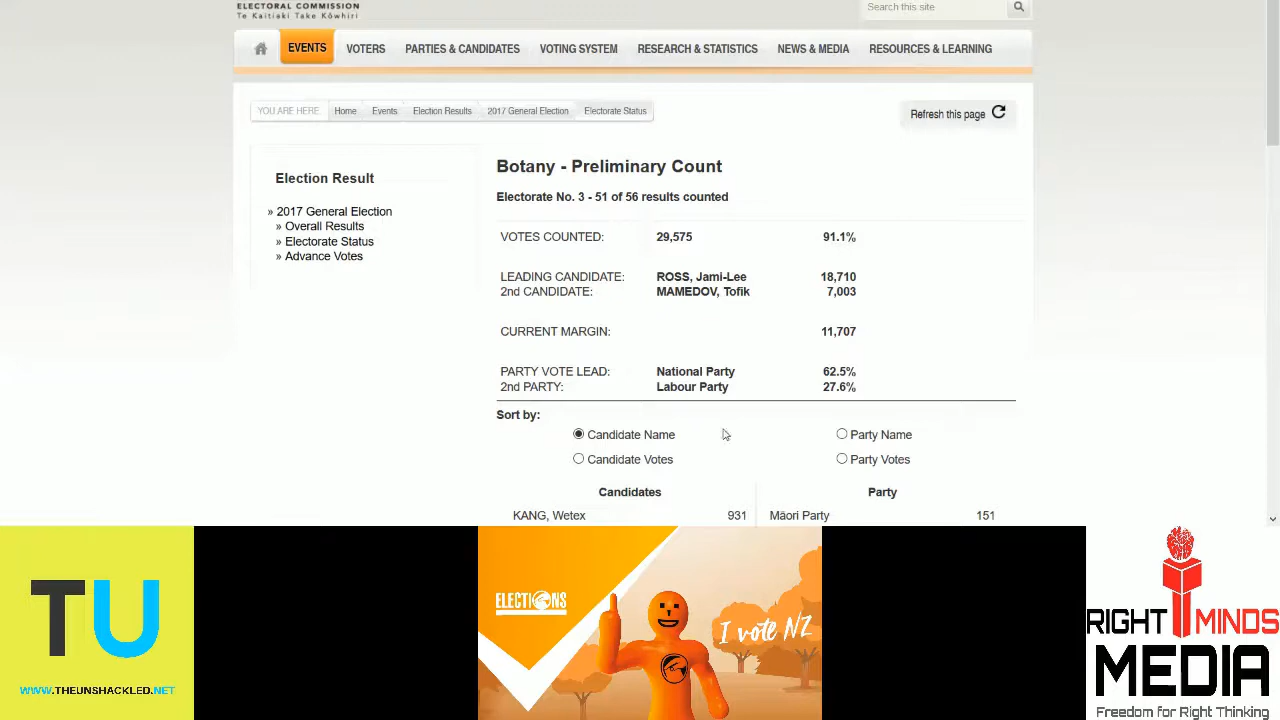 ELECTORAL COMMISSION
Te Kaitiaki Take Kōwhiri
Search this site
EVENTS VOTERS PARTIES & CANDIDATES VOTING SYSTEM RESEARCH & STATISTICS NEWS & MEDIA RESOURCES & LEARNING
YOU ARE HERE: Home Events Election Results 2017 General Election Electorate Status
Refresh this page
Election Result
» 2017 General Election
» Overall Results
» Electorate Status
» Advance Votes
Botany - Preliminary Count
Electorate No. 3 - 51 of 56 results counted
VOTES COUNTED: 29,575 91.1%
LEADING CANDIDATE: ROSS, Jami-Lee 18,710
2nd CANDIDATE: MAMEDOV, Tofik 7,003
CURRENT MARGIN: 11,707
PARTY VOTE LEAD: National Party 62.5%
2nd PARTY: Labour Party 27.6%
Sort by:
Candidate Name Party Name
Candidate Votes Party Votes
Candidates Party
KANG, Wetex 931 Māori Party 151
TU
WWW.THEUNSHACKLED.NET
ELECTIONS
I vote NZ
RIGHT MINDS
MEDIA
Freedom for Right Thinking